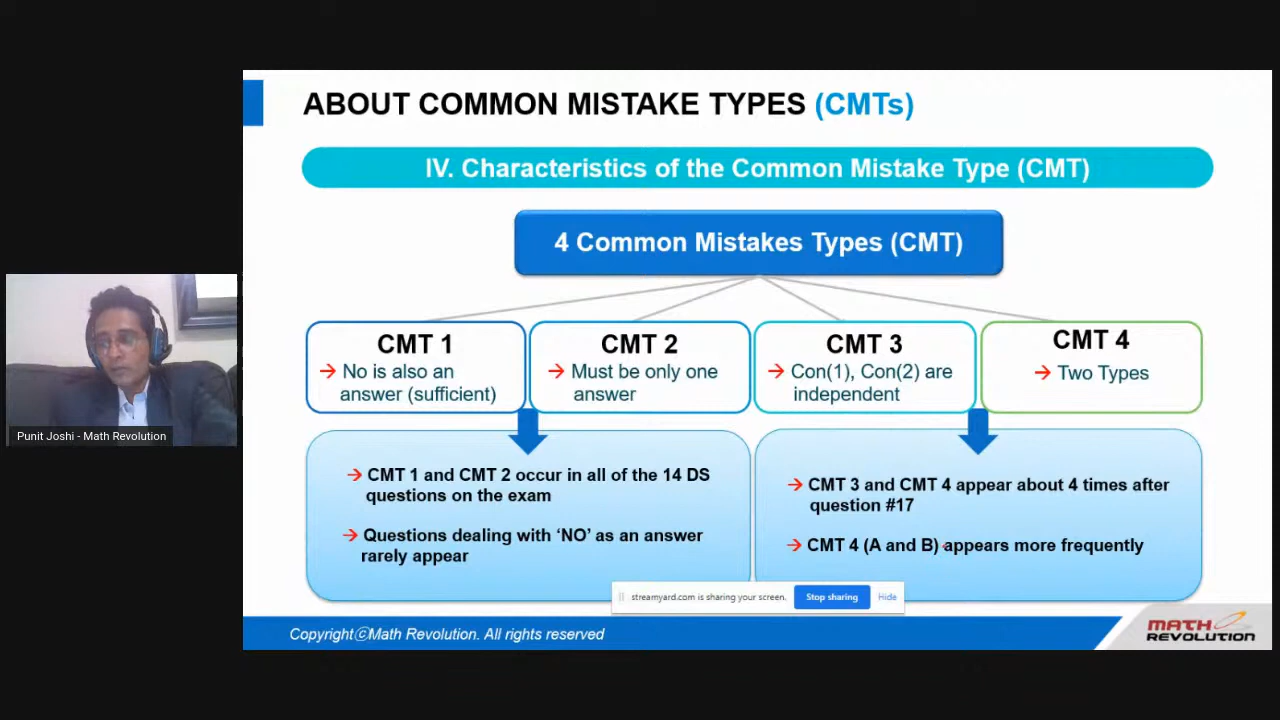 ABOUT COMMON MISTAKE TYPES (CMTs)
IV. Characteristics of the Common Mistake Type (CMT)
4 Common Mistakes Types (CMT)
CMT 1
→ No is also an
answer (sufficient)
CMT 2
→ Must be only one
answer
CMT 3
→ Con(1), Con(2) are
independent
CMT 4
→ Two Types
→ CMT 1 and CMT 2 occur in all of the 14 DS
questions on the exam
→ Questions dealing with ‘NO’ as an answer
rarely appear
→ CMT 3 and CMT 4 appear about 4 times after
question #17
→ CMT 4 (A and B) appears more frequently
Punit Joshi - Math Revolution
streamyard.com is sharing your screen.
Stop sharing
Hide
CopyrightⓒMath Revolution. All rights reserved
MATH
REVOLUTION